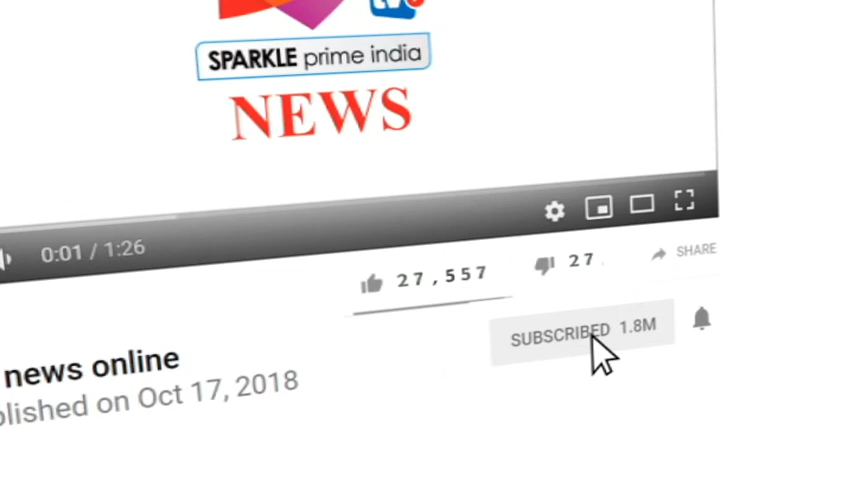 tv
SPARKLE prime india
NEWS
0:01 / 1:26
27,557
27
SHARE
SUBSCRIBED 1.8M
news online
blished on Oct 17, 2018